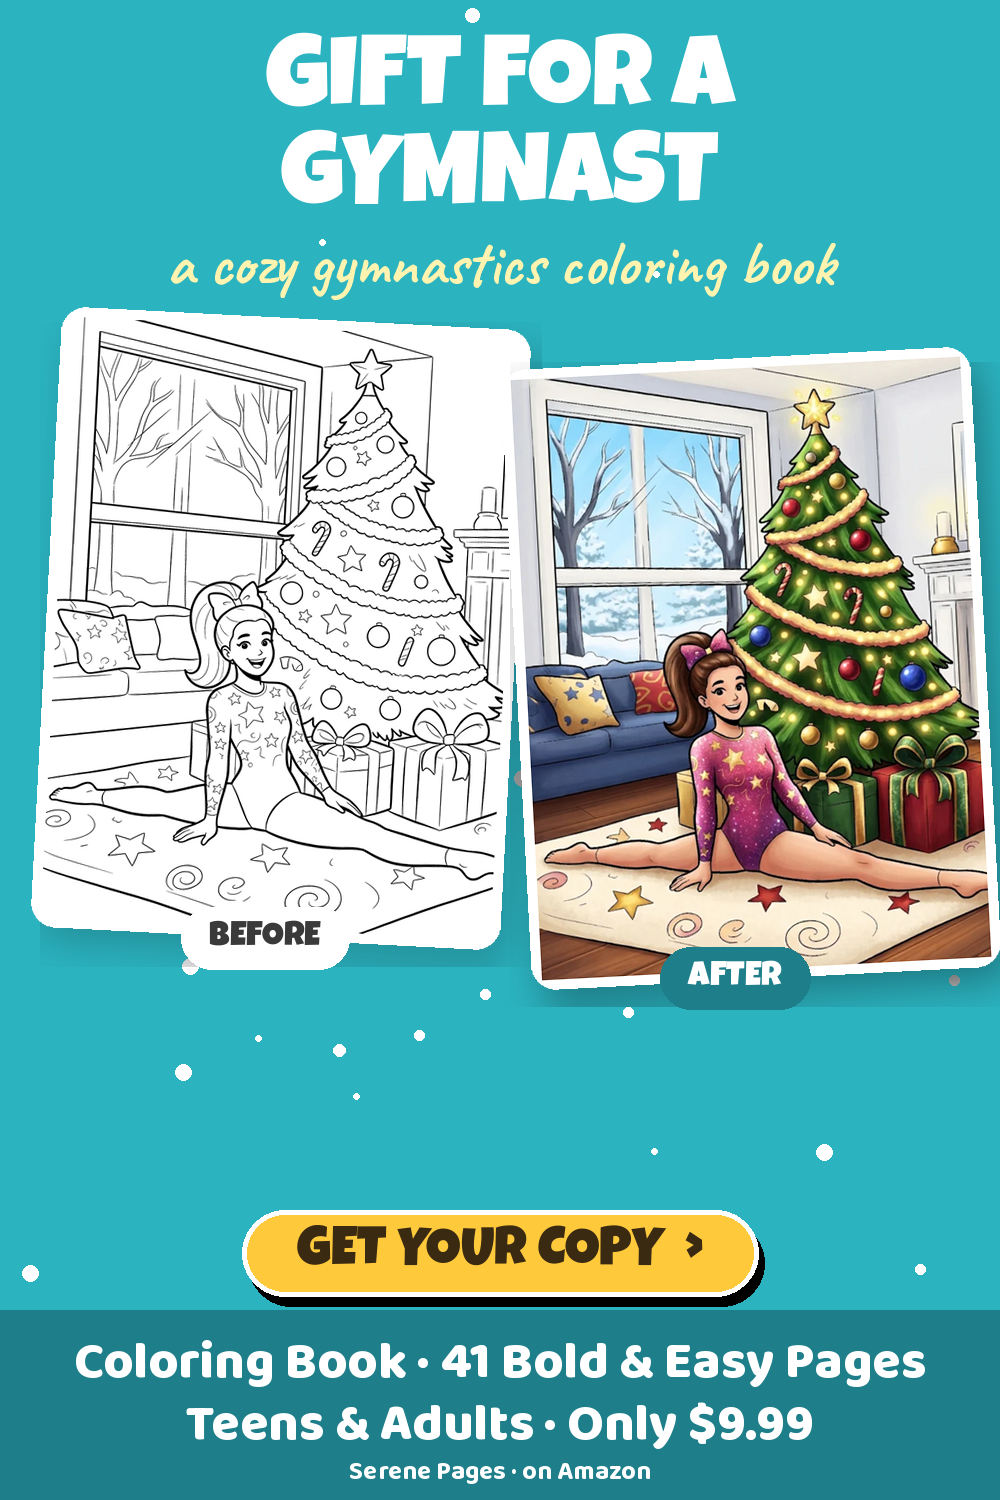 GIFT FOR A
GYMNAST
a cozy gymnastics coloring book
BEFORE
AFTER
GET YOUR COPY ›
Coloring Book · 41 Bold & Easy Pages
Teens & Adults · Only $9.99
Serene Pages · on Amazon